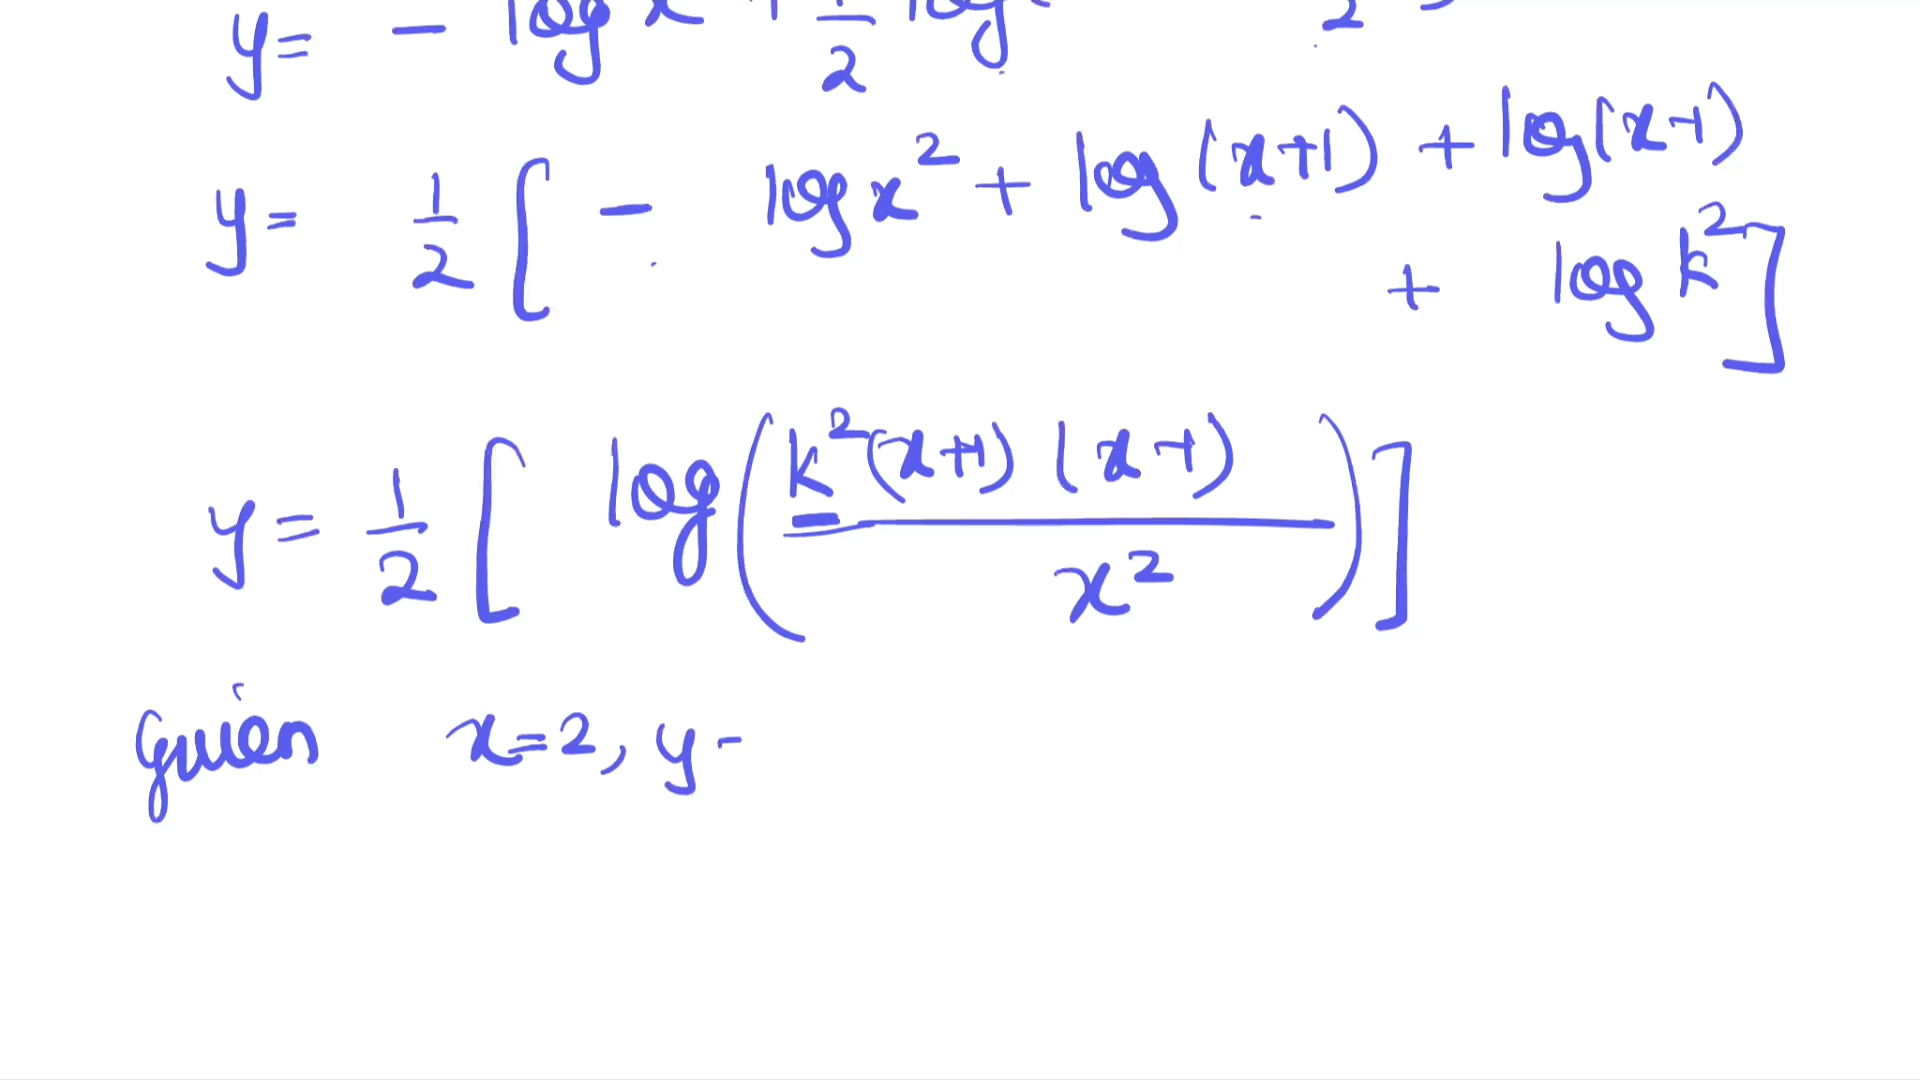 y = - log x + 1/2 log 2
y = 1/2 [ - log x² + log (x+1) + log (x-1)
+ log k² ]
y = 1/2 [ log ( k² (x+1) (x-1) / x² ) ]
Given x = 2, y -